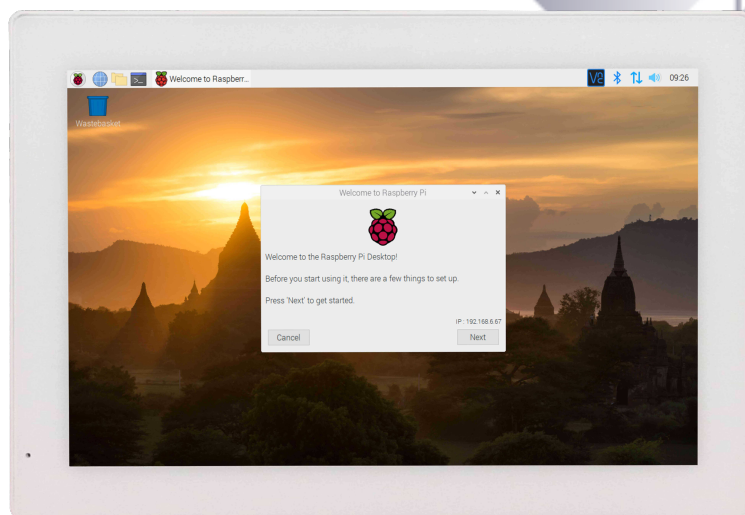 Welcome to Raspberr...
V2
09:26
Wastebasket
Welcome to Raspberry Pi
Welcome to the Raspberry Pi Desktop!
Before you start using it, there are a few things to set up.
Press 'Next' to get started.
IP : 192.168.6.67
Cancel
Next